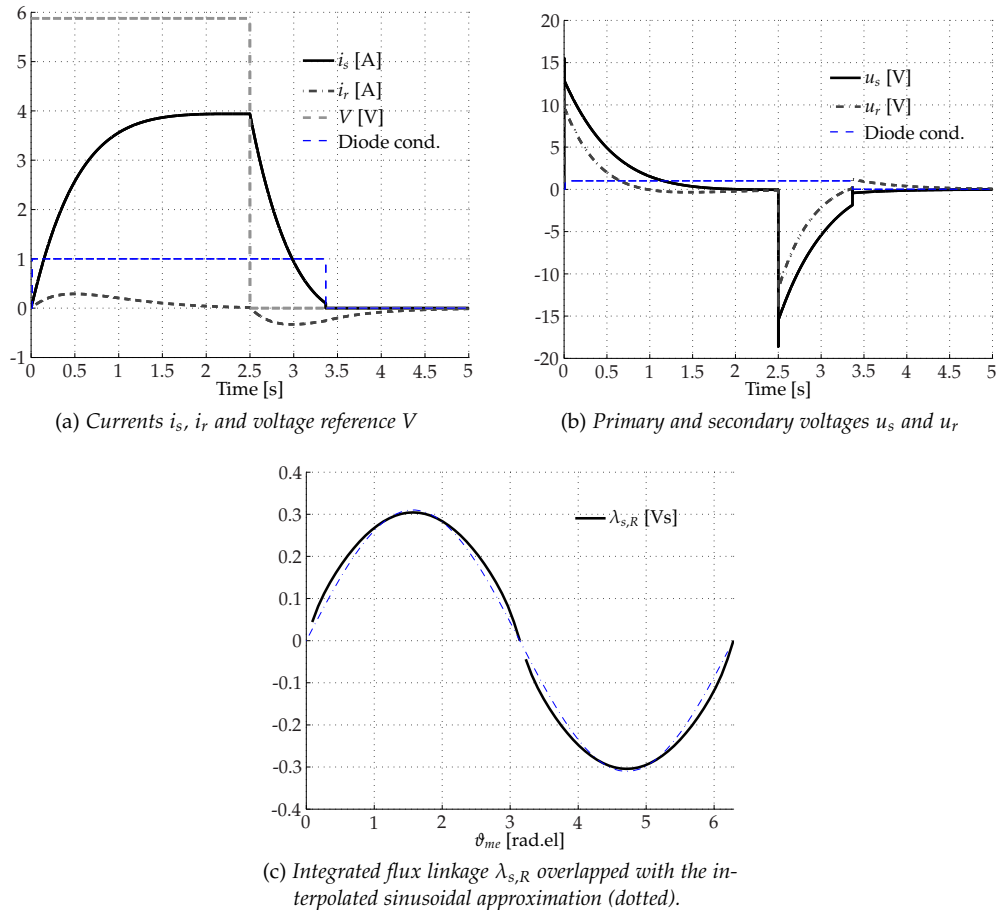 6
5
4
3
2
1
0
-1
0 0.5 1 1.5 2 2.5 3 3.5 4 4.5 5
Time [s]
i_s [A]
i_r [A]
V [V]
Diode cond.
(a) Currents i_s, i_r and voltage reference V
20
15
10
5
0
-5
-10
-15
-20
0 0.5 1 1.5 2 2.5 3 3.5 4 4.5 5
Time [s]
u_s [V]
u_r [V]
Diode cond.
(b) Primary and secondary voltages u_s and u_r
0.4
0.3
0.2
0.1
0
-0.1
-0.2
-0.3
-0.4
0 1 2 3 4 5 6
ϑ_me [rad.el]
λ_s,R [Vs]
(c) Integrated flux linkage λ_s,R overlapped with the in-
terpolated sinusoidal approximation (dotted).